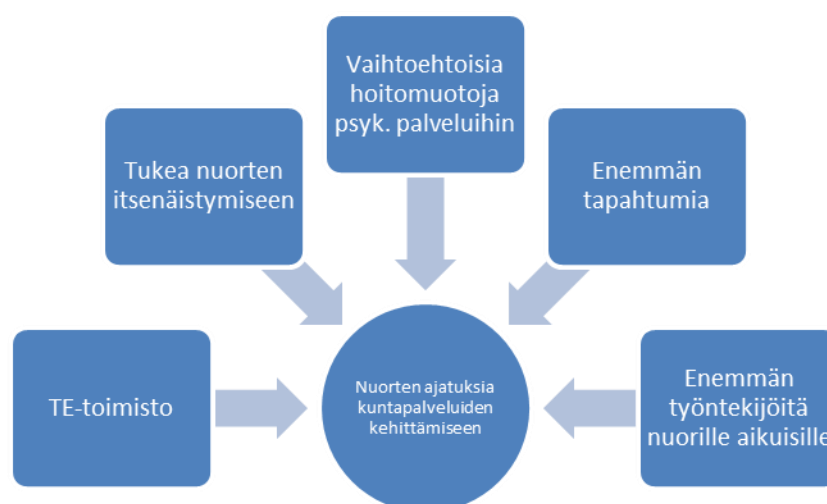 Vaihtoehtoisia
hoitomuotoja
psyk. palveluihin
Tukea nuorten
itsenäistymiseen
Enemmän
tapahtumia
TE-toimisto
Nuorten ajatuksia
kuntapalveluiden
kehittämiseen
Enemmän
työntekijöitä
nuorille aikuisille